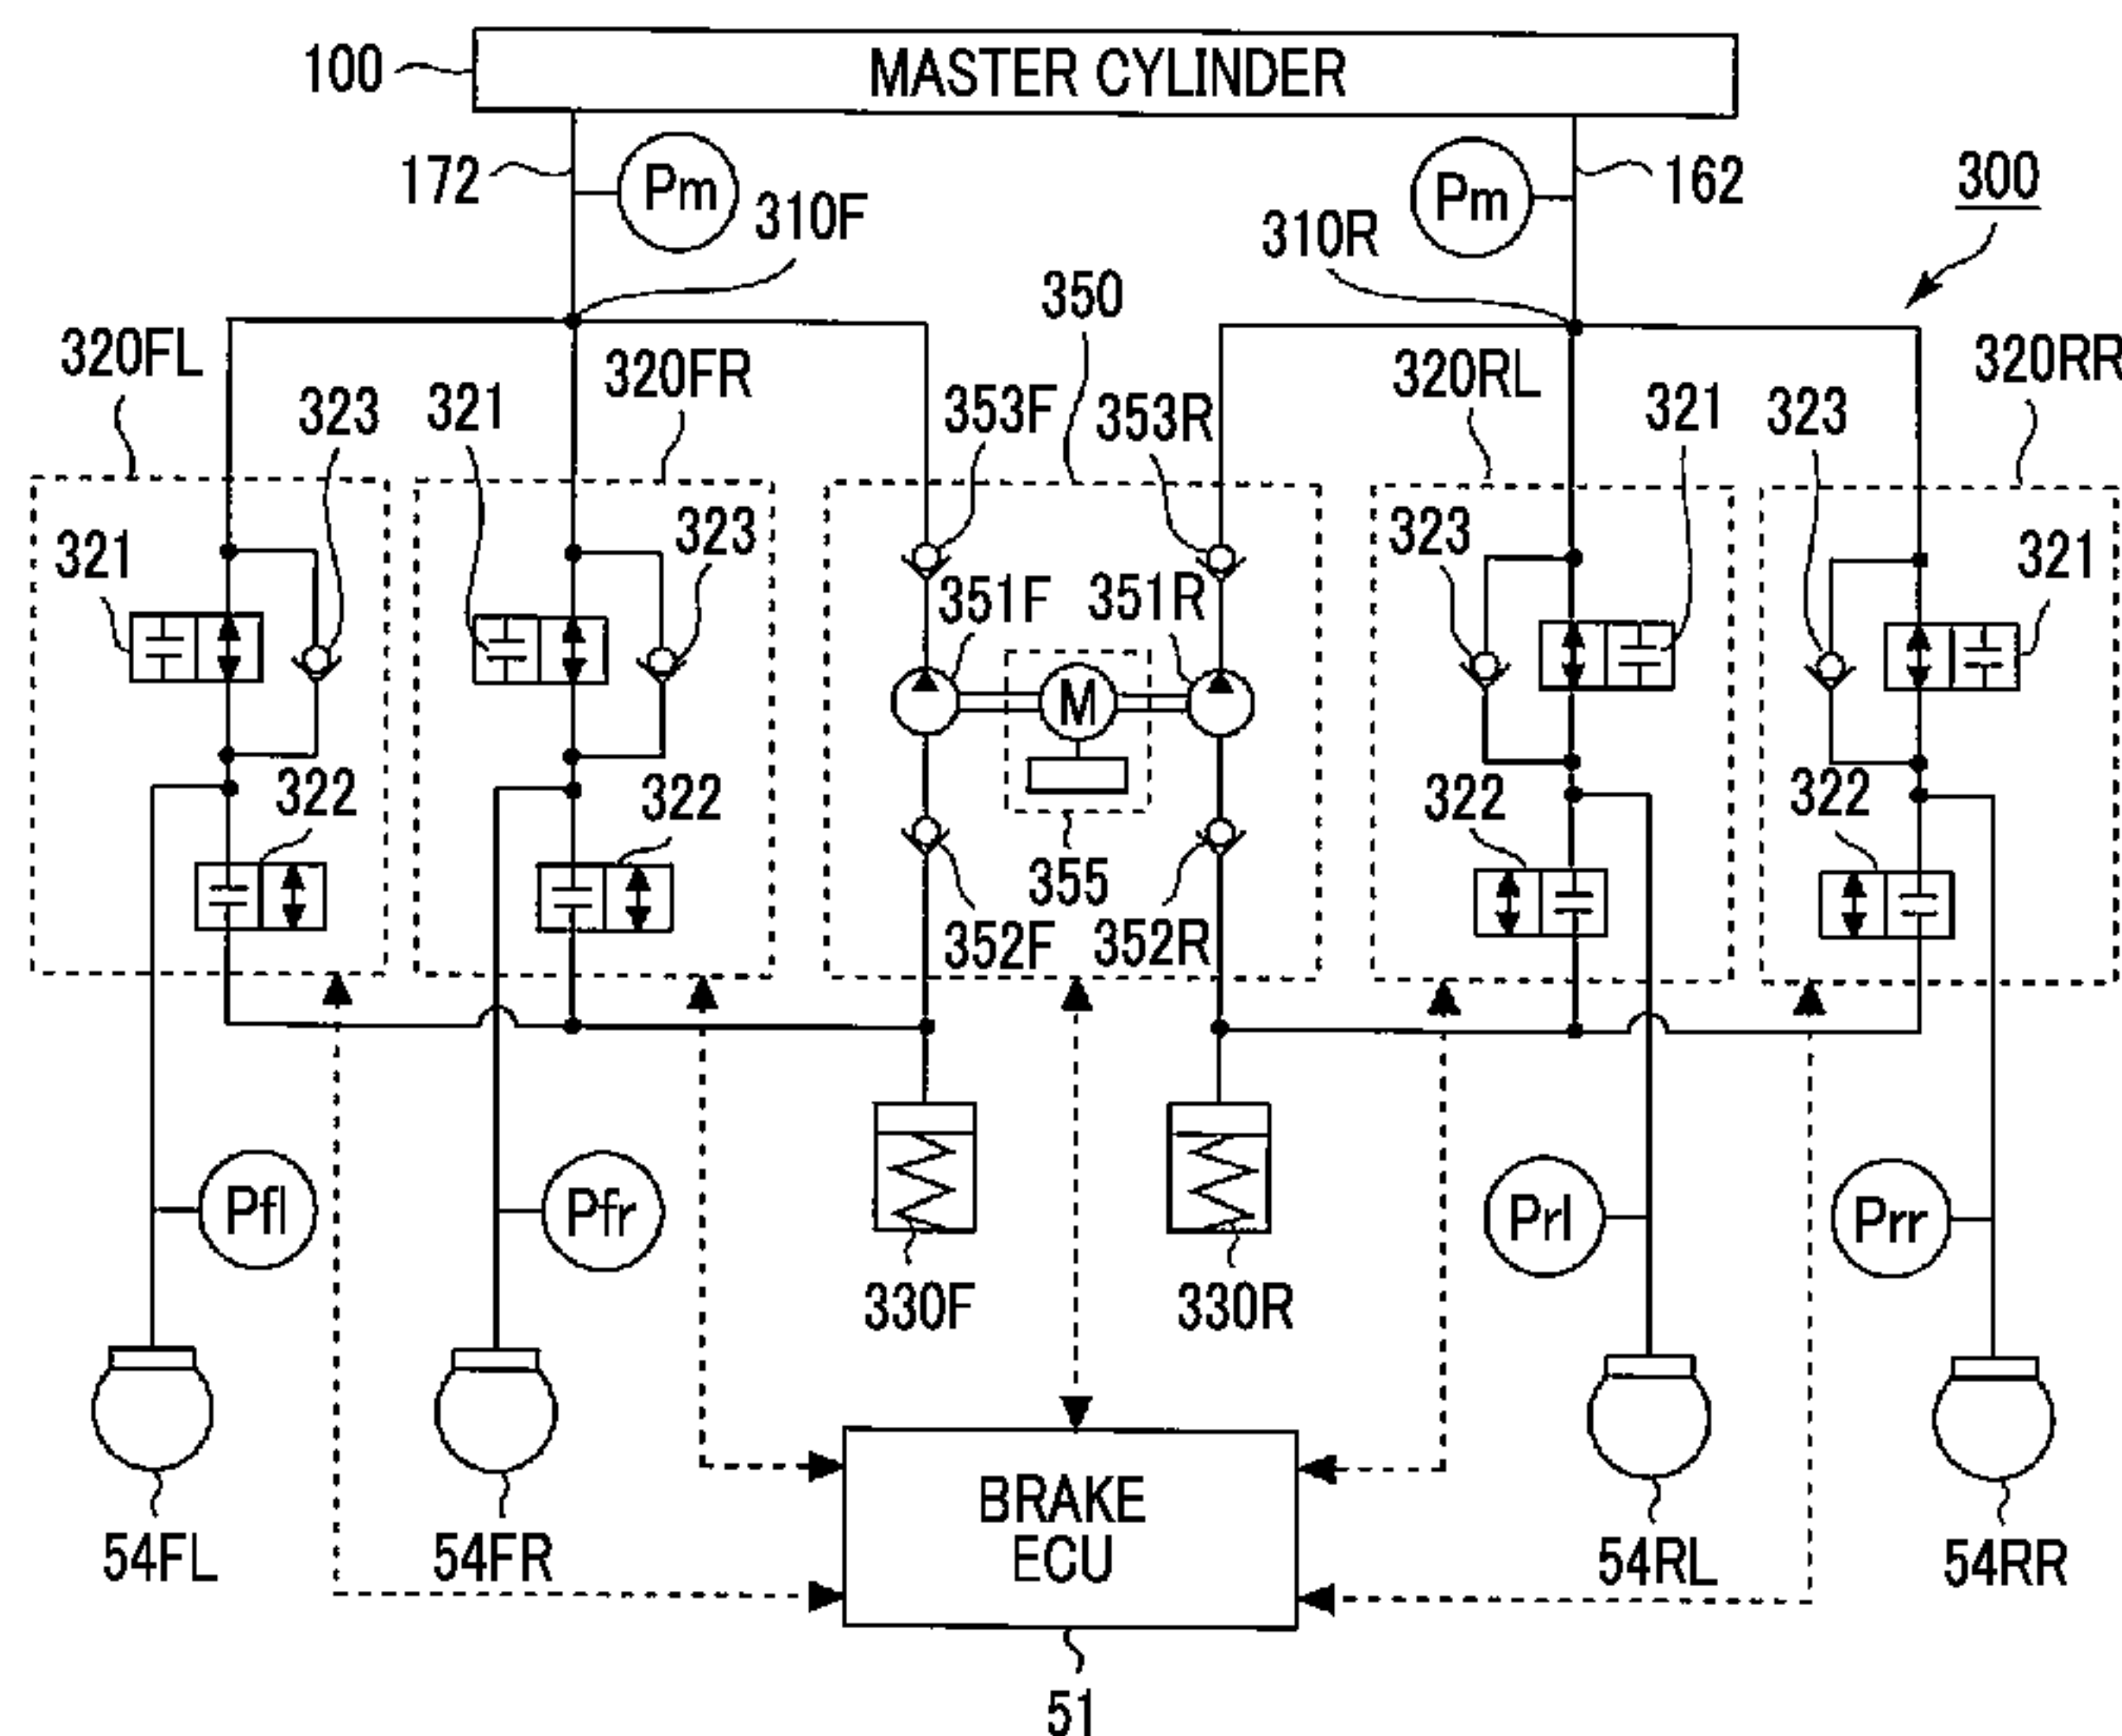 100
MASTER CYLINDER
172
Pm
310F
310R
Pm
162
300
350
320FL
323
321
320FR
353F
353R
320RL
321
323
320RR
321
323
351F
351R
323
321
M
322
322
355
322
322
352F
352R
Pfl
Pfr
Prl
Prr
330F
330R
54FL
54FR
BRAKE
ECU
54RL
54RR
51